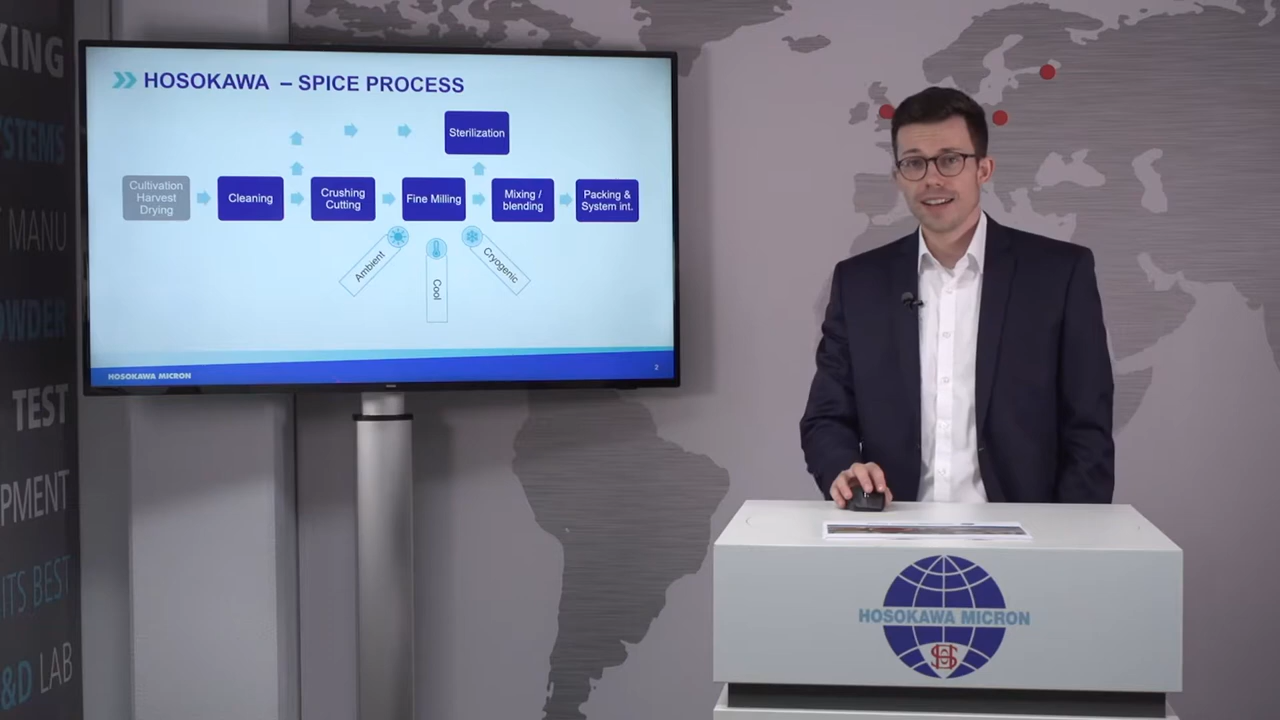 KING
YSTEMS
T MANU
OWDER
TEST
PMENT
ITS BEST
&D LAB
HOSOKAWA – SPICE PROCESS
Sterilization
Cultivation
Harvest
Drying
Cleaning
Crushing
Cutting
Fine Milling
Mixing /
blending
Packing &
System int.
Ambient
Cool
Cryogenic
HOSOKAWA MICRON
2
HOSOKAWA MICRON